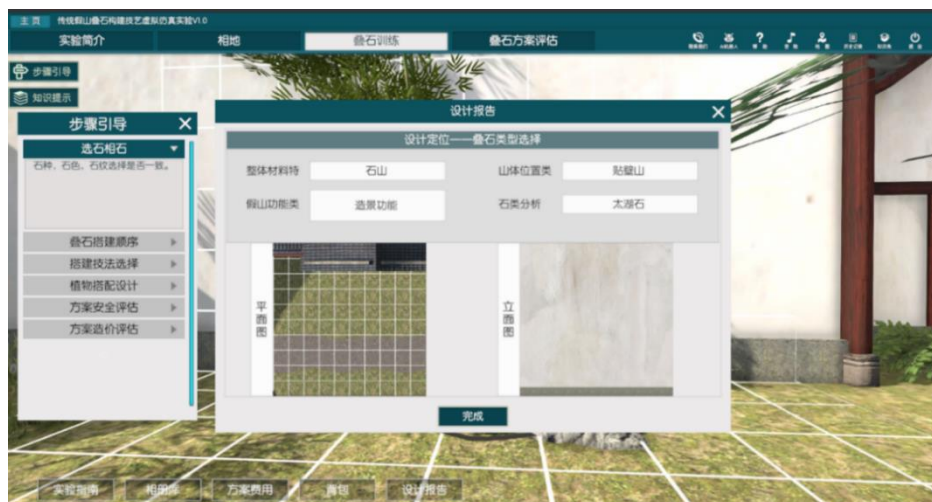 主页 传统假山叠石构建技艺虚拟仿真实验V1.0
实验简介 相地 叠石训练 叠石方案评估
步骤引导
知识提示
步骤引导
选石相石
石种、石色、石纹选择是否一致。
叠石搭建顺序
搭建技法选择
植物搭配设计
方案安全评估
方案造价评估
设计报告
设计定位——叠石类型选择
整体材料特 石山 山体位置类 贴壁山
假山功能类 造景功能 石类分析 太湖石
平面图
立面图
完成
实验指南 方案费用 背包 设计报告